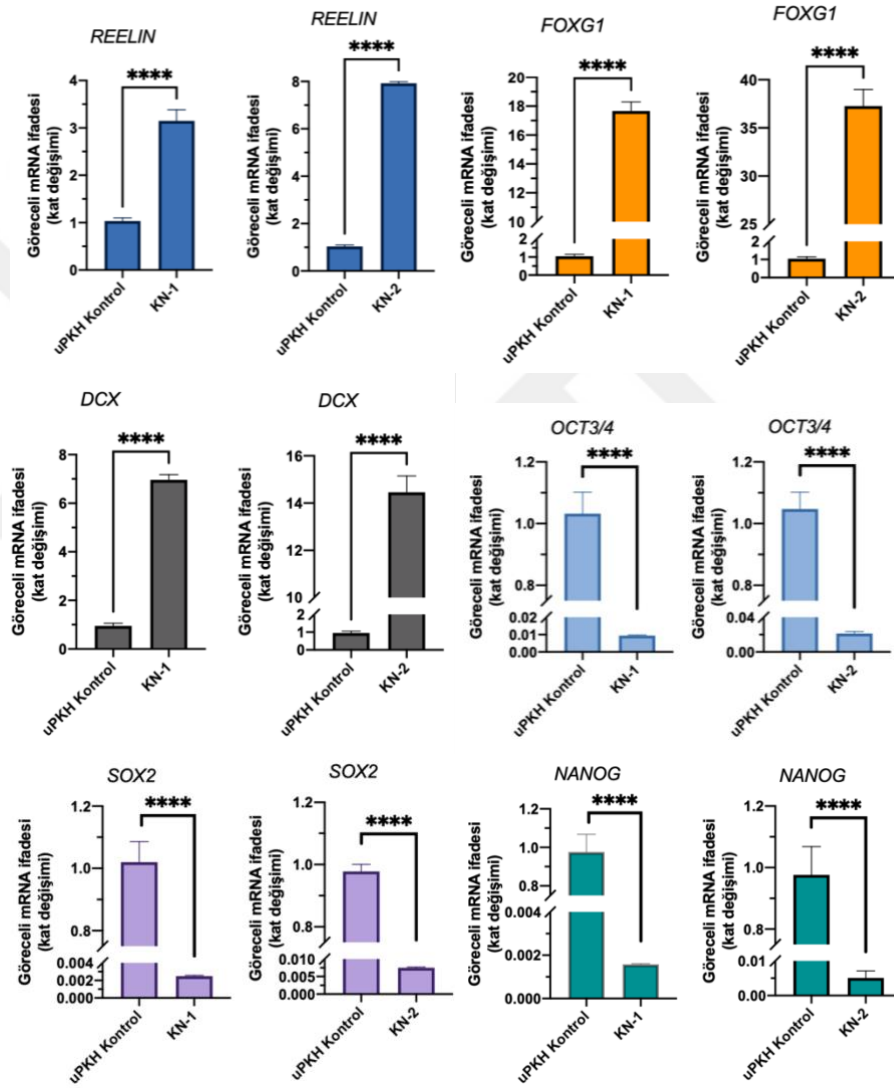 REELIN
****
Göreceli mRNA ifadesi
(kat değişimi)
4
3
2
1
0
uPKH Kontrol
KN-1
REELIN
****
Göreceli mRNA ifadesi
(kat değişimi)
8
6
4
2
0
uPKH Kontrol
KN-2
FOXG1
****
Göreceli mRNA ifadesi
(kat değişimi)
20
18
16
14
12
10
2
1
0
uPKH Kontrol
KN-1
FOXG1
****
Göreceli mRNA ifadesi
(kat değişimi)
40
35
30
25
2
1
0
uPKH Kontrol
KN-2
DCX
****
Göreceli mRNA ifadesi
(kat değişimi)
8
6
4
2
1
0
uPKH Kontrol
KN-1
DCX
****
Göreceli mRNA ifadesi
(kat değişimi)
16
14
12
10
2
1
0
uPKH Kontrol
KN-2
OCT3/4
****
Göreceli mRNA ifadesi
(kat değişimi)
1.2
1.0
0.8
0.01
0.00
uPKH Kontrol
KN-1
OCT3/4
****
Göreceli mRNA ifadesi
(kat değişimi)
1.2
1.0
0.8
0.04
0.00
uPKH Kontrol
KN-2
SOX2
****
Göreceli mRNA ifadesi
(kat değişimi)
1.2
1.0
0.8
0.004
0.002
0.000
uPKH Kontrol
KN-1
SOX2
****
Göreceli mRNA ifadesi
(kat değişimi)
1.2
1.0
0.8
0.010
0.005
0.000
uPKH Kontrol
KN-2
NANOG
****
Göreceli mRNA ifadesi
(kat değişimi)
1.2
1.0
0.8
0.004
0.002
0.000
uPKH Kontrol
KN-1
NANOG
****
Göreceli mRNA ifadesi
(kat değişimi)
1.2
1.0
0.8
0.01
0.00
uPKH Kontrol
KN-2